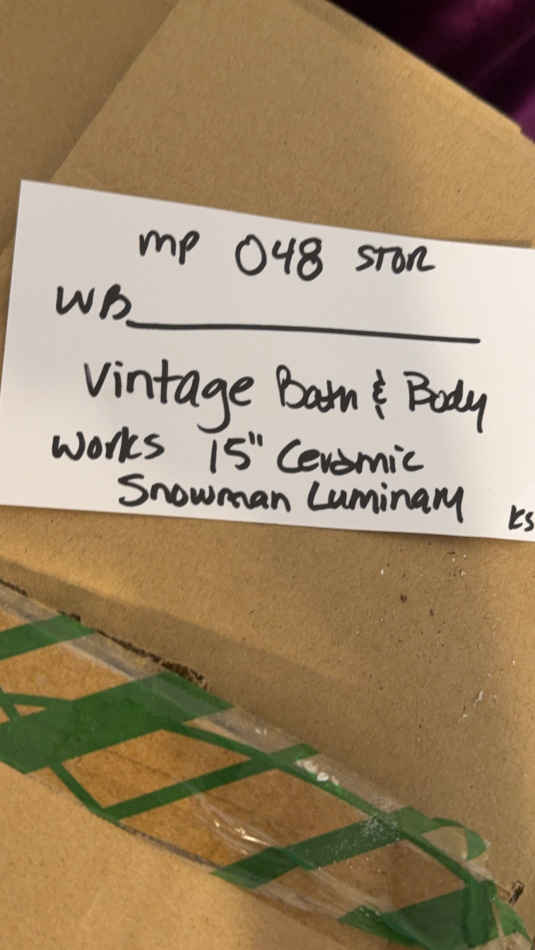 MP 048 STOR
WB
Vintage Bath & Body
Works 15" Ceramic
Snowman Luminary
KS